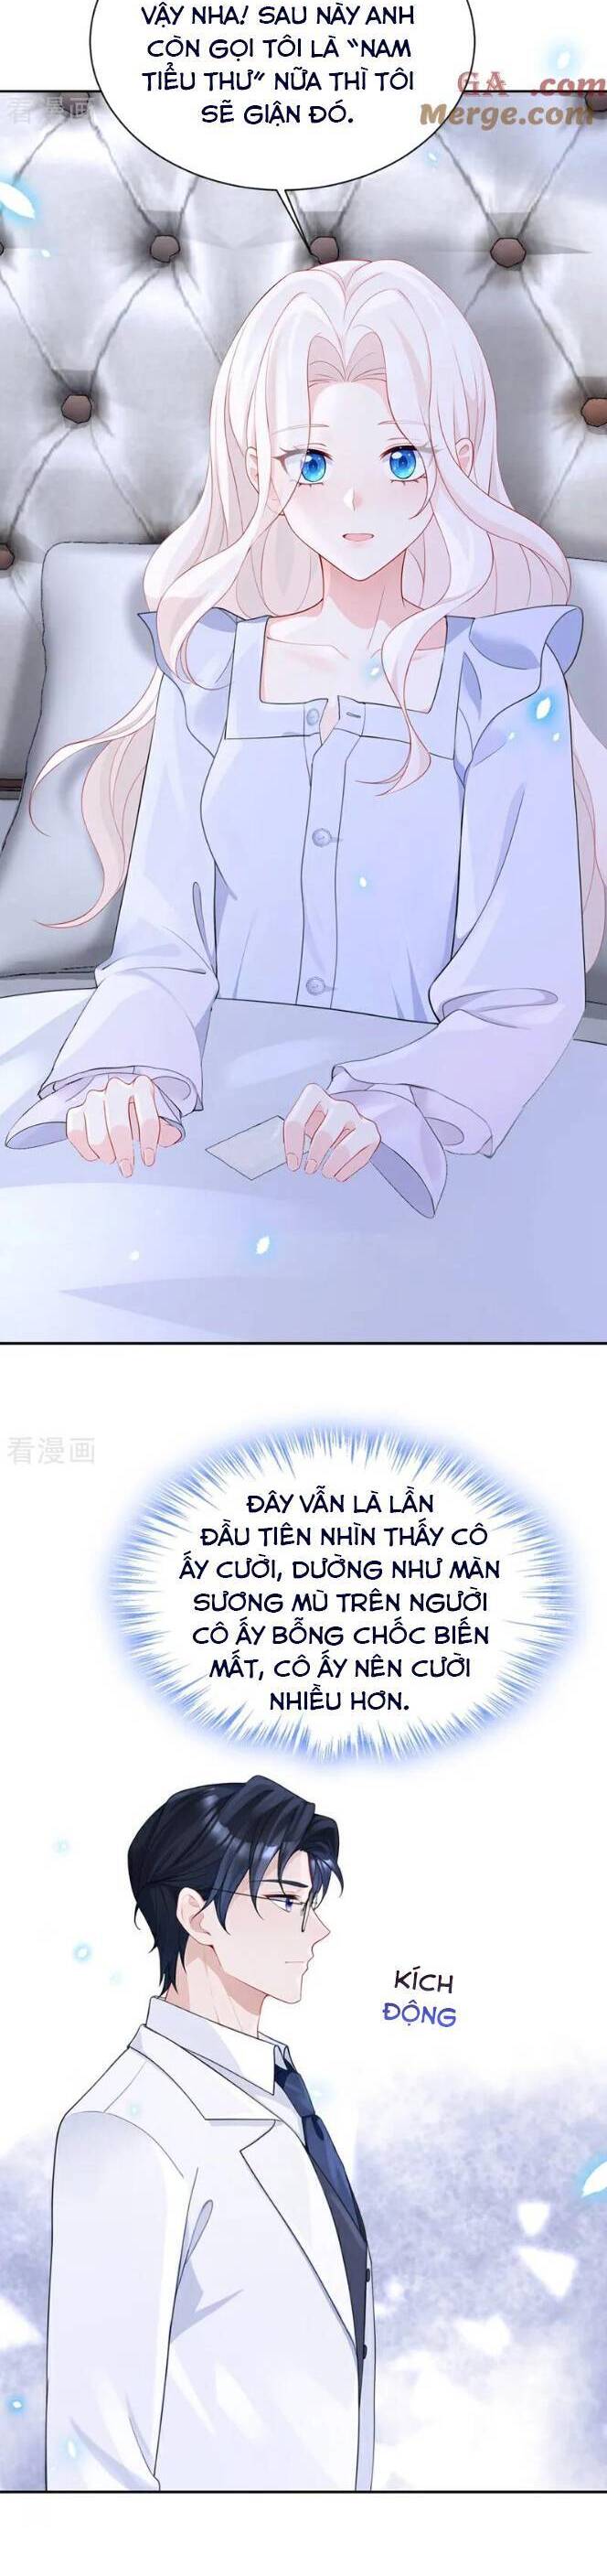 VẬY NHA! SAU NÀY ANH
CÒN GỌI TÔI LÀ "NAM
TIỂU THƯ" NỮA THÌ TÔI
SẼ GIẬN ĐÓ.
GA .com
Merge.com
看漫画
看漫画
ĐÂY VẪN LÀ LẦN
ĐẦU TIÊN NHÌN THẤY CÔ
ẤY CƯỜI, DƯỜNG NHƯ MÀN
SƯƠNG MÙ TRÊN NGƯỜI
CÔ ẤY BỖNG CHỐC BIẾN
MẤT, CÔ ẤY NÊN CƯỜI
NHIỀU HƠN.
KÍCH
ĐỘNG